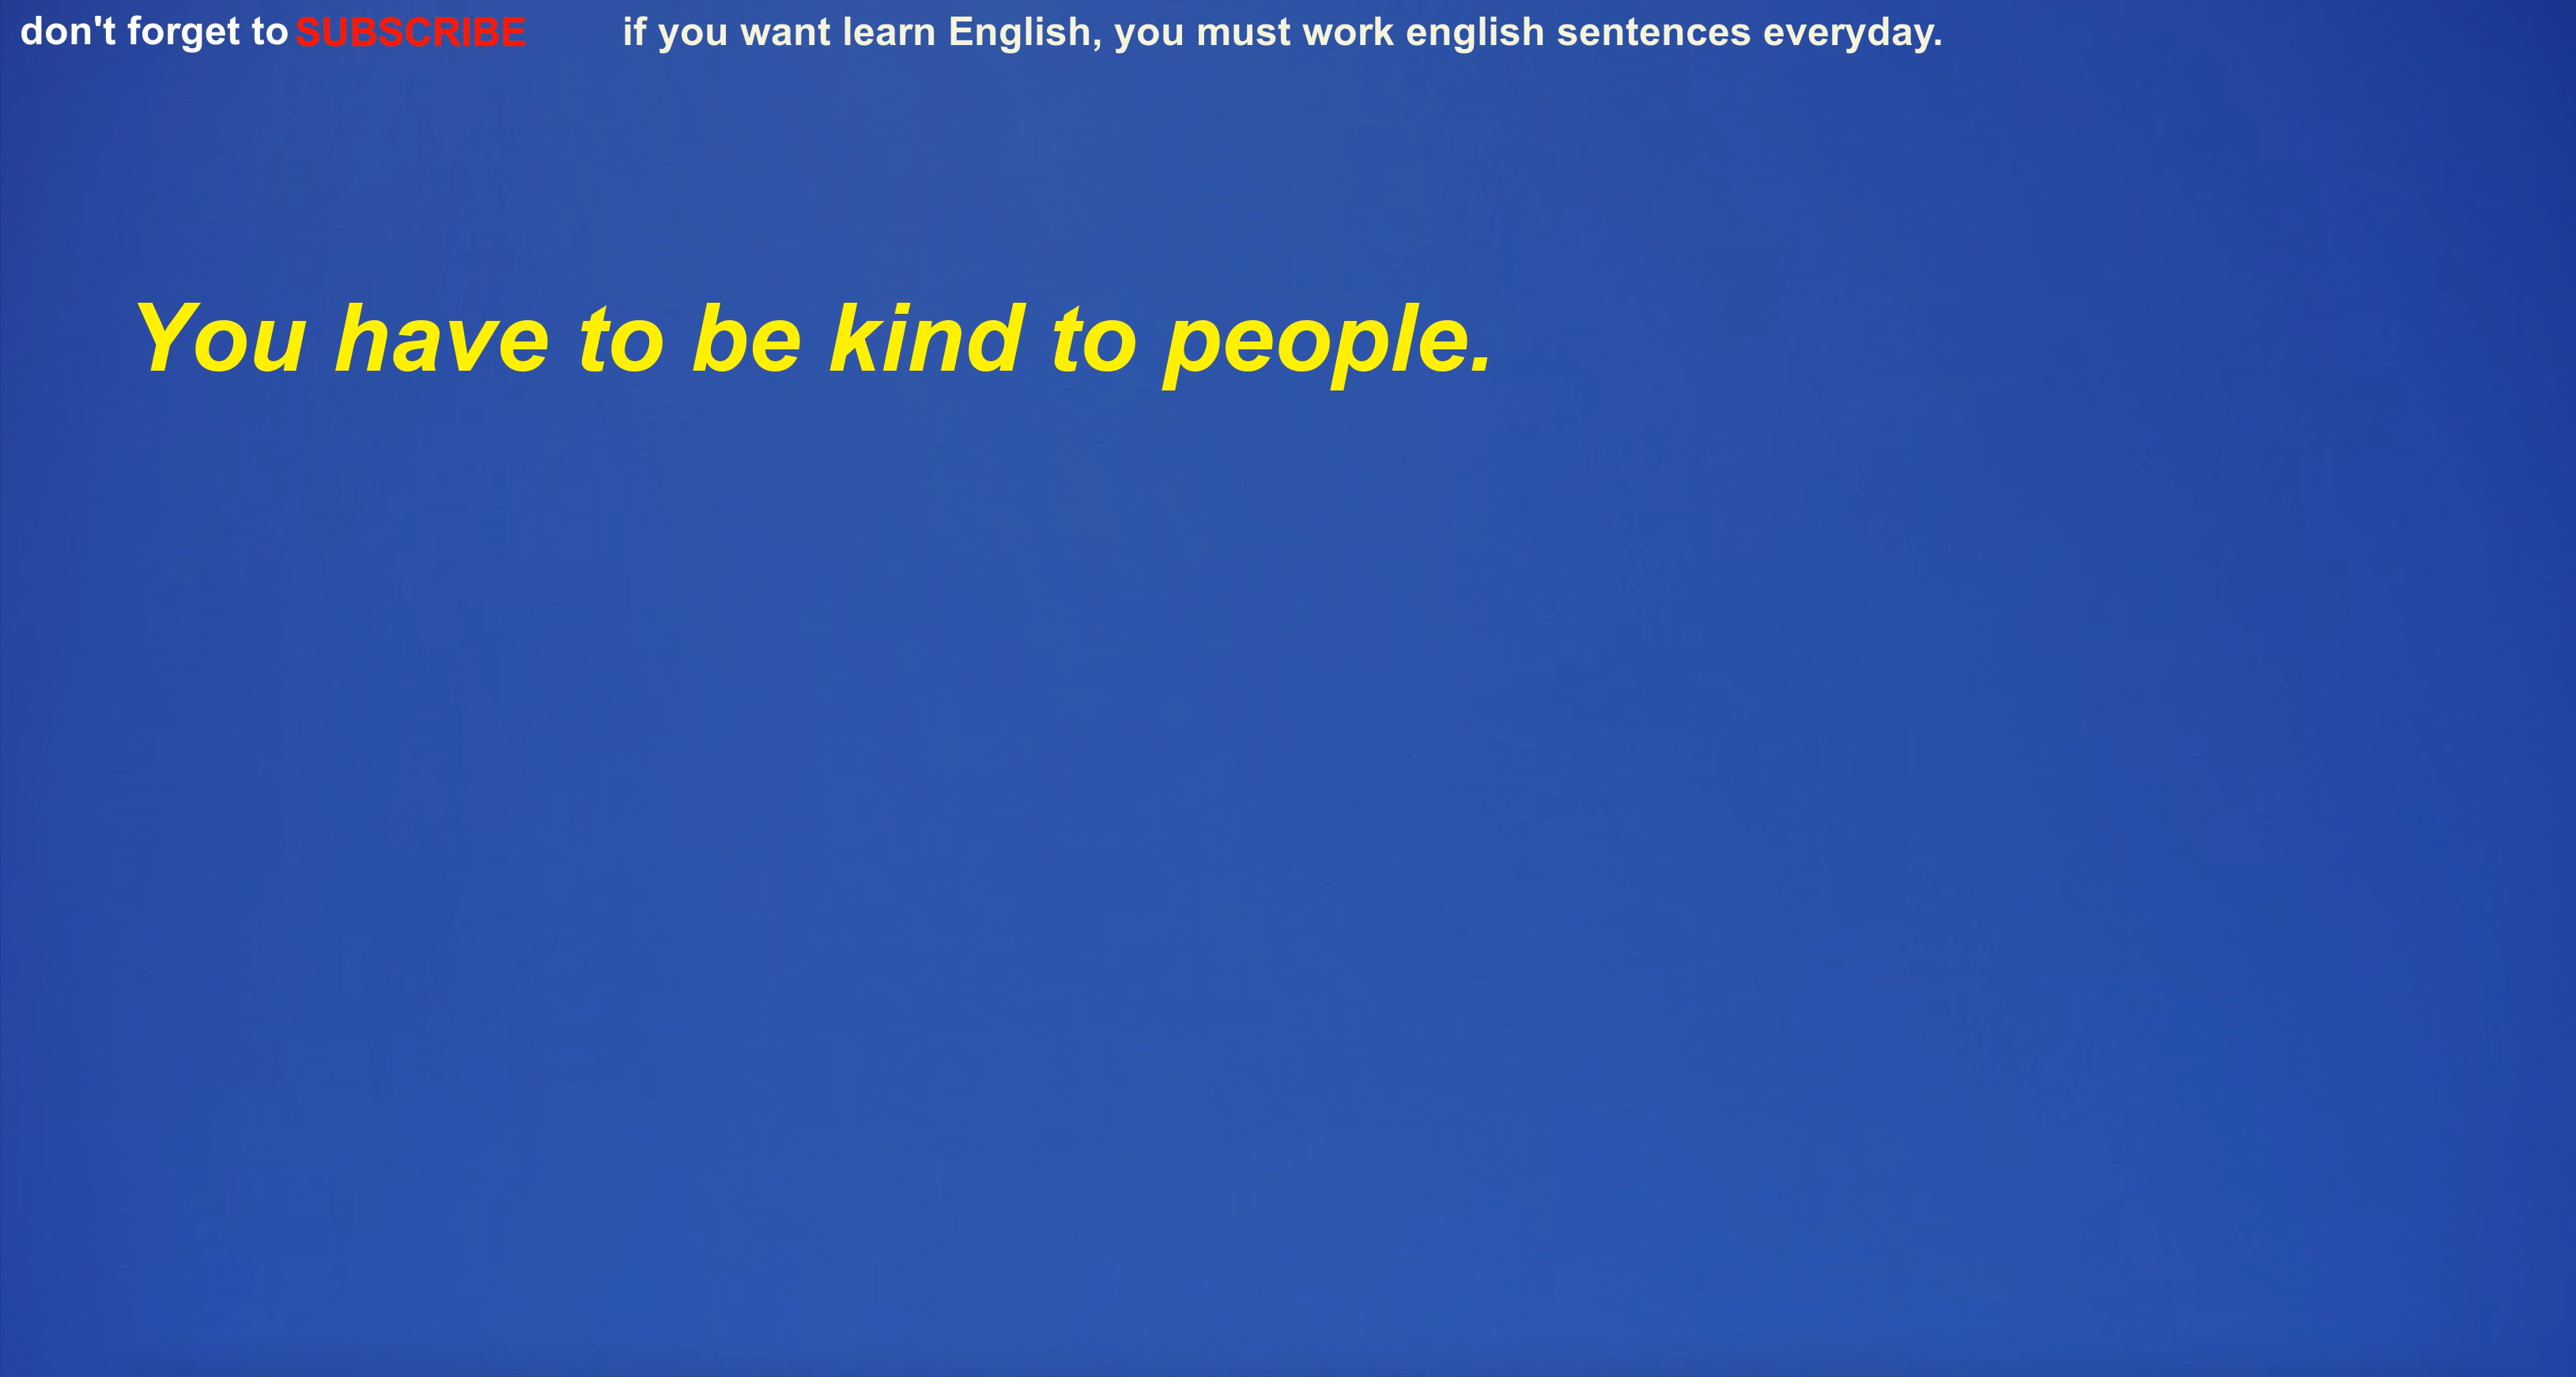 don't forget to SUBSCRIBE if you want learn English, you must work english sentences everyday.
You have to be kind to people.